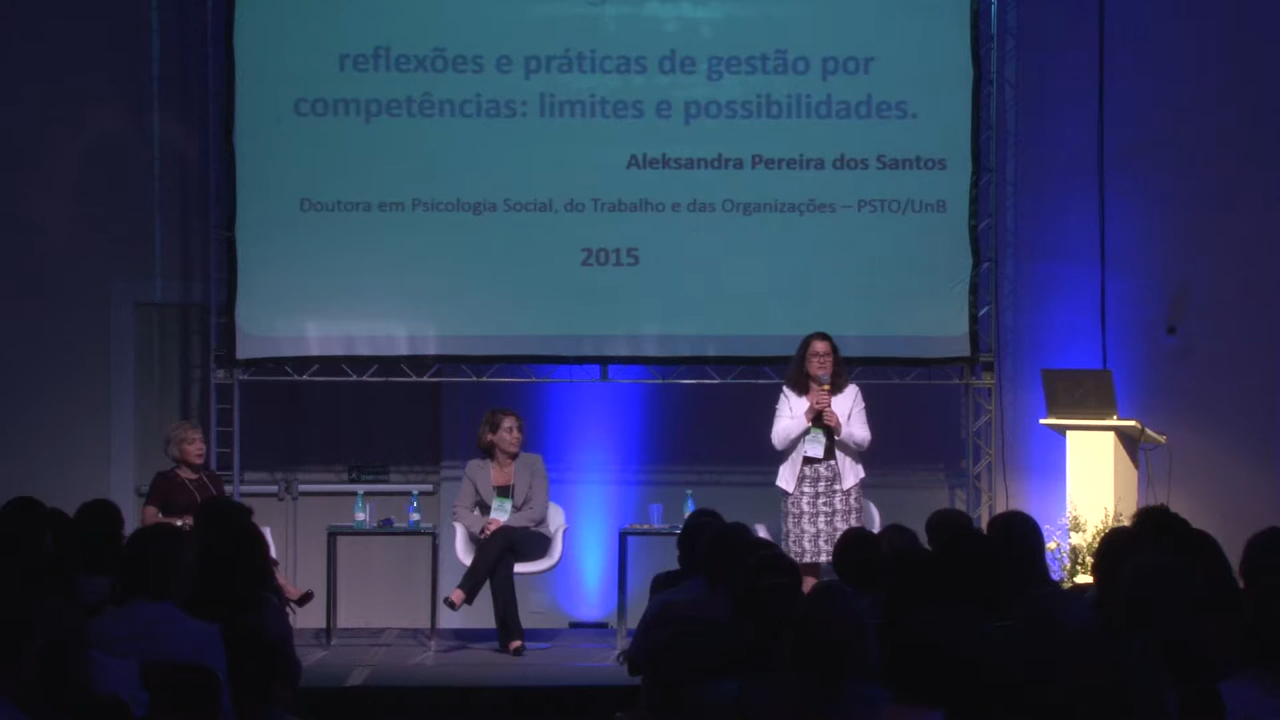 reflexões e práticas de gestão por
competências: limites e possibilidades.
Aleksandra Pereira dos Santos
Doutora em Psicologia Social, do Trabalho e das Organizações – PSTO/UnB
2015